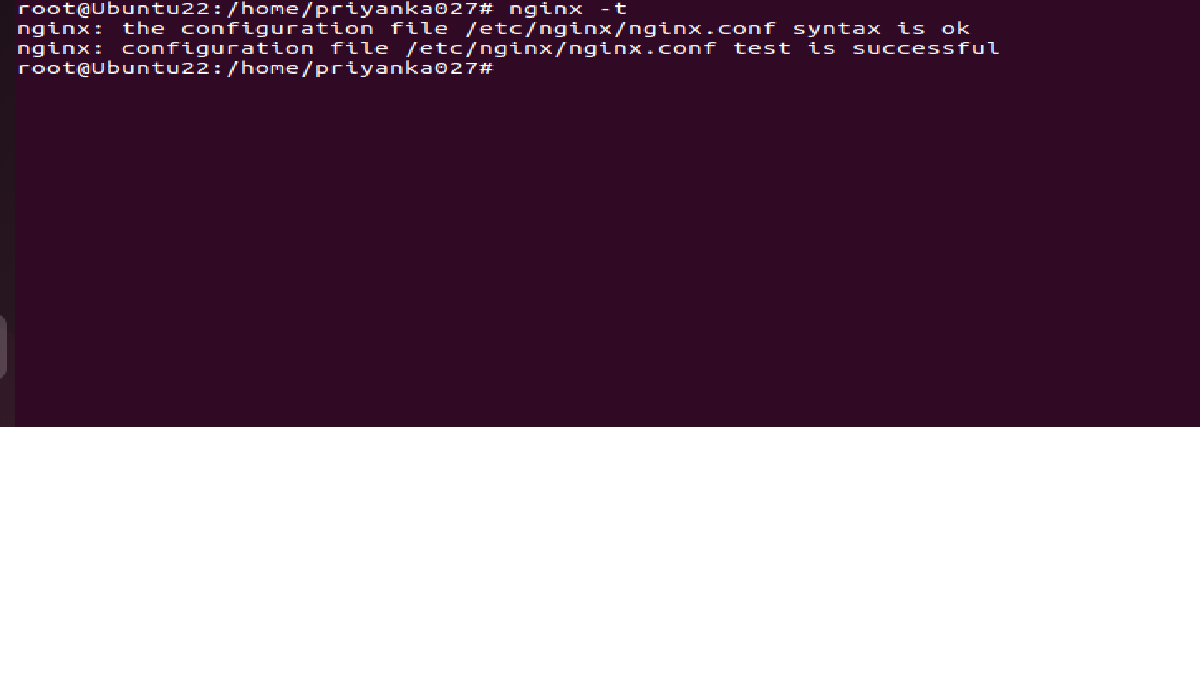 root@Ubuntu22:/home/priyanka027# nginx -t
nginx: the configuration file /etc/nginx/nginx.conf syntax is ok
nginx: configuration file /etc/nginx/nginx.conf test is successful
root@Ubuntu22:/home/priyanka027#